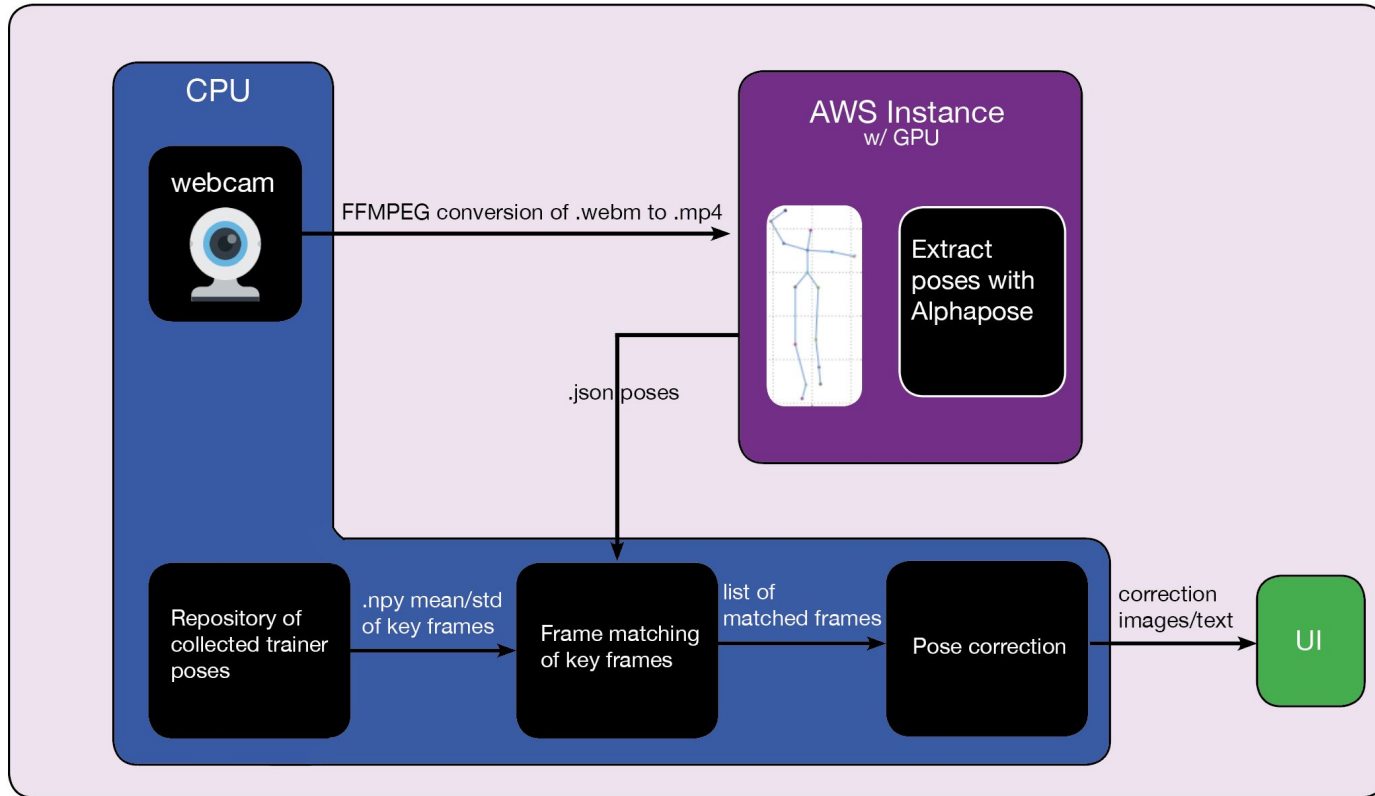 CPU
webcam
FFMPEG conversion of .webm to .mp4
AWS Instance
w/ GPU
Extract
poses with
Alphapose
.json poses
Repository of
collected trainer
poses
.npy mean/std
of key frames
Frame matching
of key frames
list of
matched frames
Pose correction
correction
images/text
UI